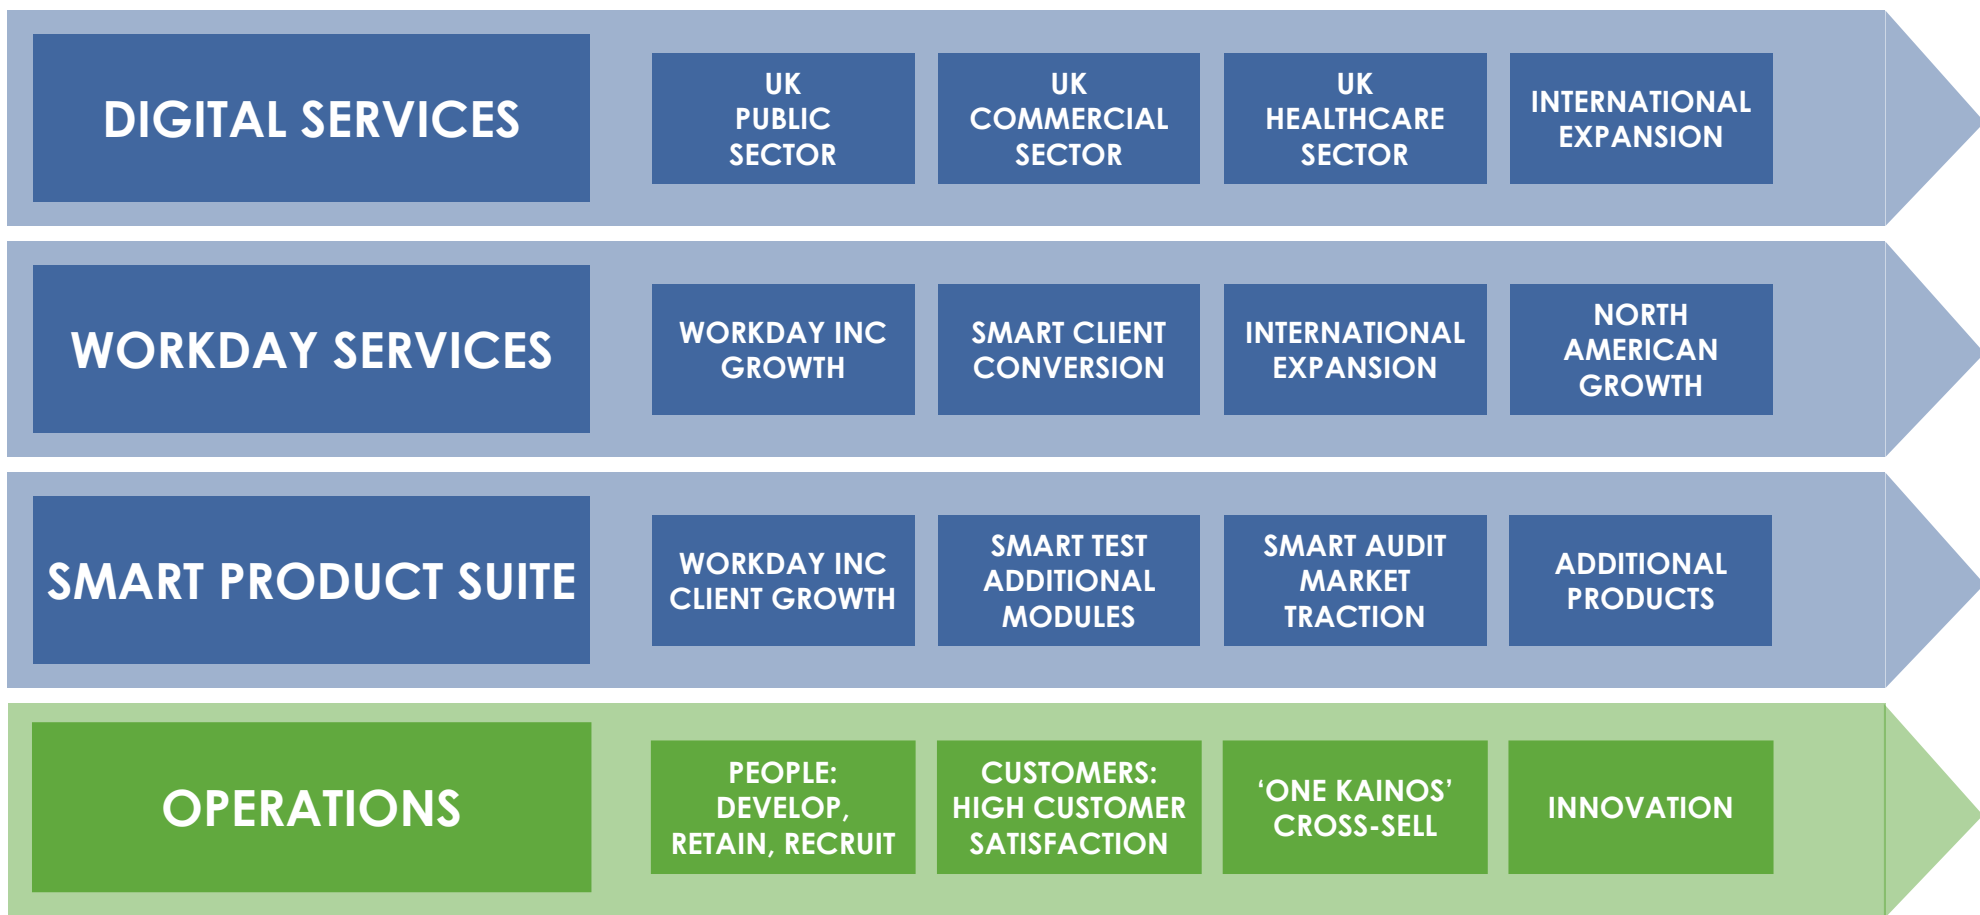 DIGITAL SERVICES
UK
PUBLIC
SECTOR
UK
COMMERCIAL
SECTOR
UK
HEALTHCARE
SECTOR
INTERNATIONAL
EXPANSION
WORKDAY SERVICES
WORKDAY INC
GROWTH
SMART CLIENT
CONVERSION
INTERNATIONAL
EXPANSION
NORTH
AMERICAN
GROWTH
SMART PRODUCT SUITE
WORKDAY INC
CLIENT GROWTH
SMART TEST
ADDITIONAL
MODULES
SMART AUDIT
MARKET
TRACTION
ADDITIONAL
PRODUCTS
OPERATIONS
PEOPLE:
DEVELOP,
RETAIN, RECRUIT
CUSTOMERS:
HIGH CUSTOMER
SATISFACTION
‘ONE KAINOS’
CROSS-SELL
INNOVATION